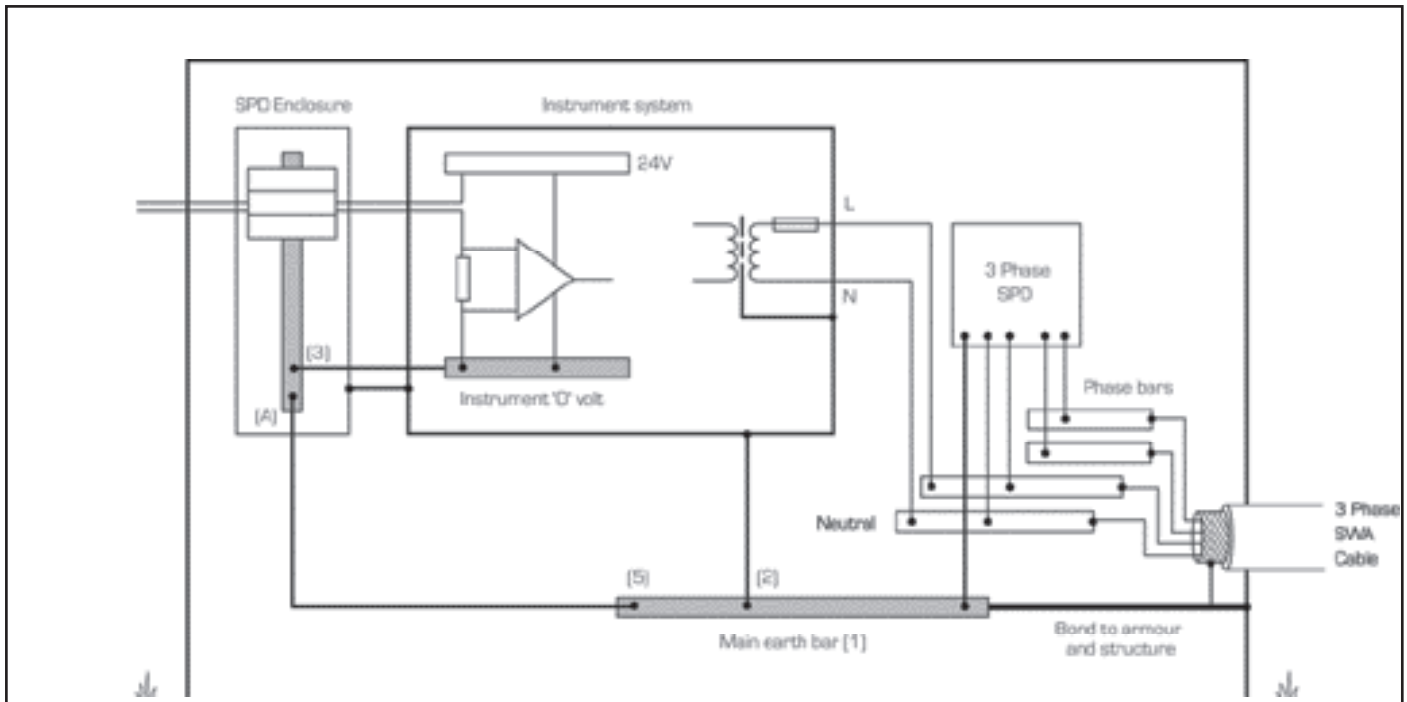 SPD Enclosure
Instrument system
24V
L
N
3 Phase
SPD
(3)
(A)
Instrument '0' volt
Phase bars
Neutral
3 Phase
SWA
Cable
(5)
(2)
Main earth bar (1)
Bond to armour
and structure